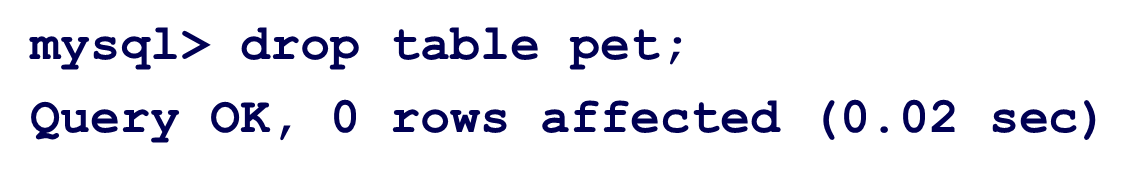 mysql> drop table pet;
Query OK, 0 rows affected (0.02 sec)